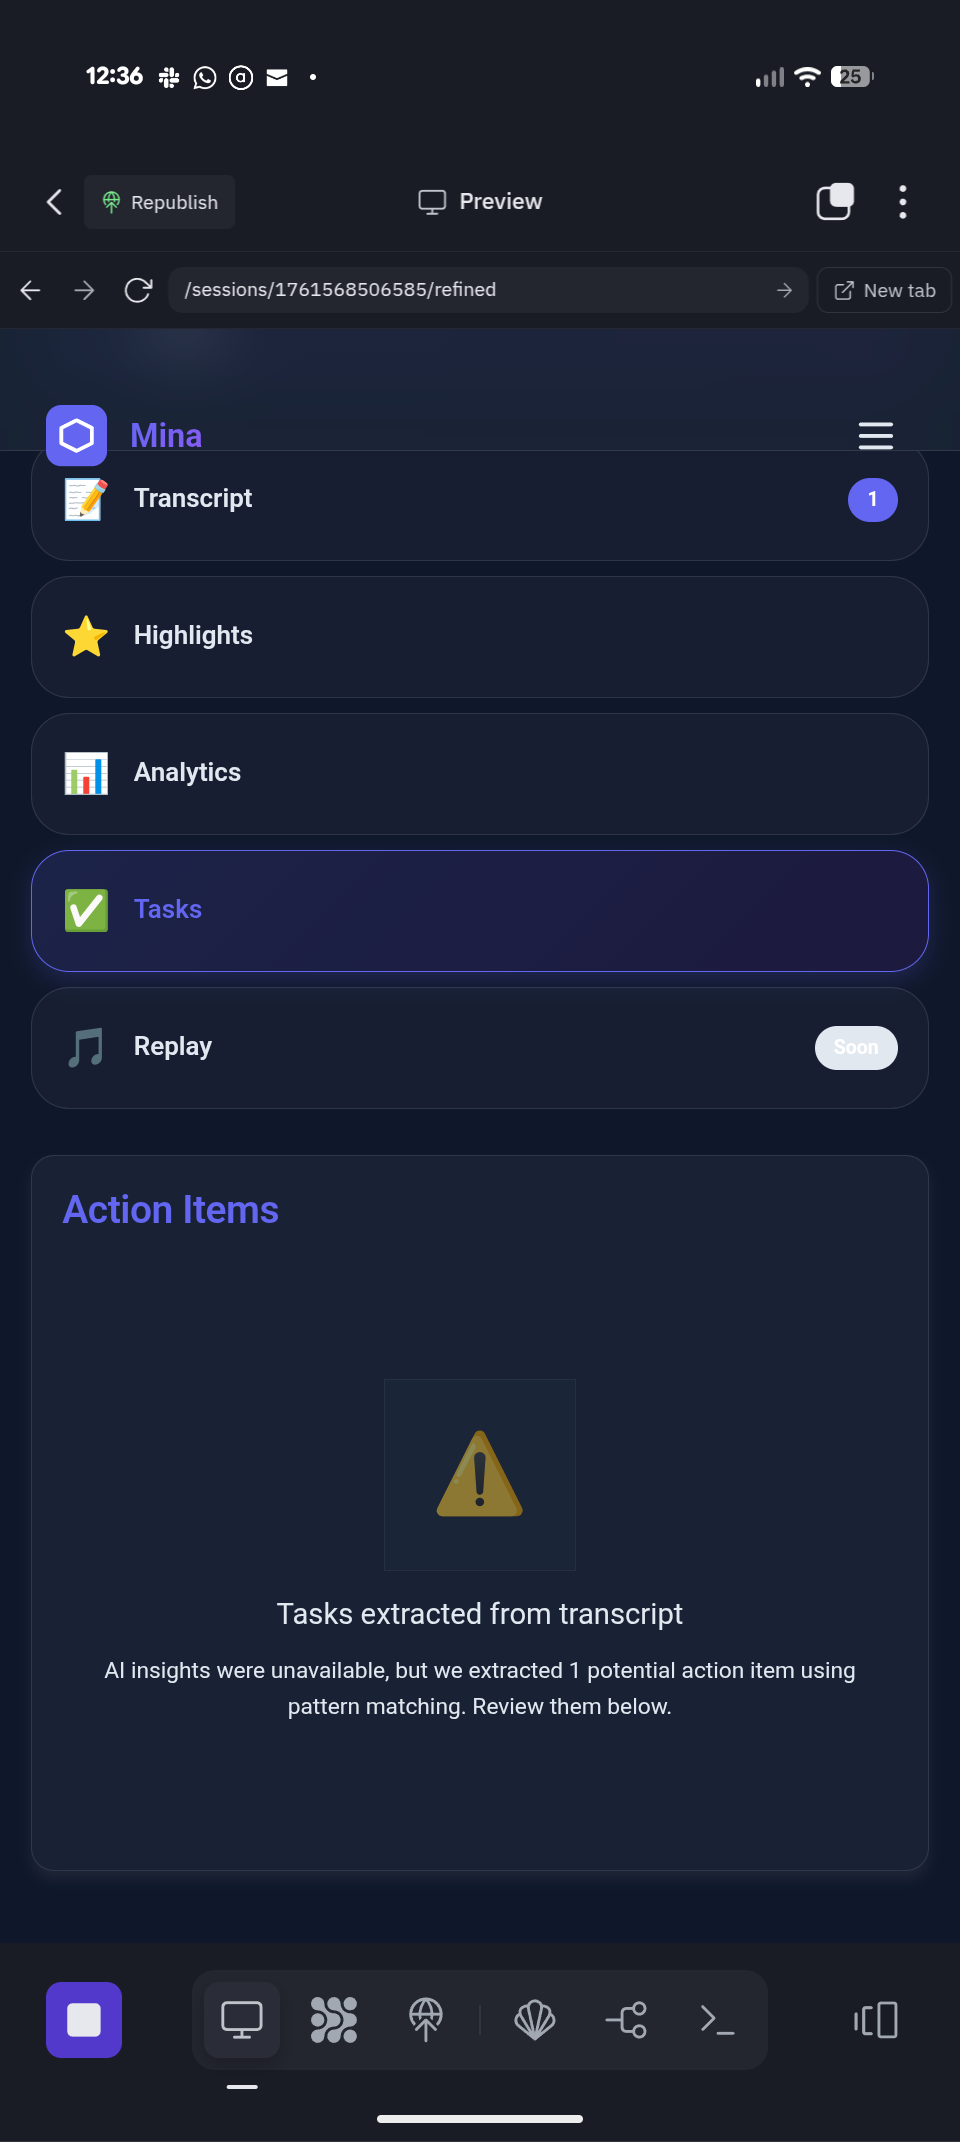 12:36
25
Republish
Preview
/sessions/1761568506585/refined
New tab
Mina
Transcript
1
Highlights
Analytics
Tasks
Replay
Soon
Action Items
Tasks extracted from transcript
AI insights were unavailable, but we extracted 1 potential action item using
pattern matching. Review them below.